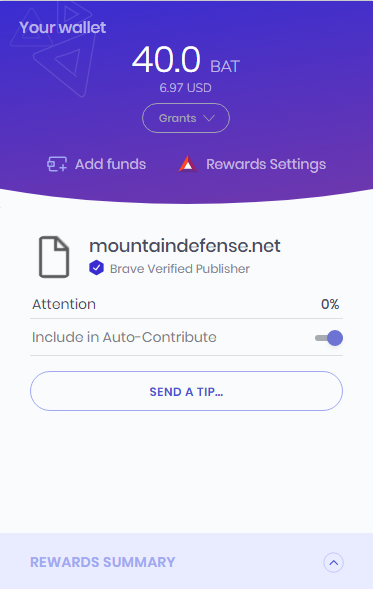 Your wallet
40.0 BAT
6.97 USD
Grants
Add funds Rewards Settings
mountaindefense.net
Brave Verified Publisher
Attention 0%
Include in Auto-Contribute
SEND A TIP...
REWARDS SUMMARY